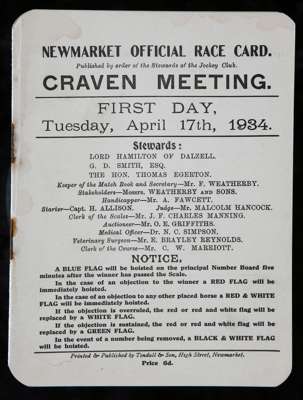 NEWMARKET OFFICIAL RACE CARD.
Published by order of the Stewards of the Jockey Club.
CRAVEN MEETING.
FIRST DAY,
Tuesday, April 17th, 1934.
Stewards:
LORD HAMILTON OF DALZELL.
G. D. SMITH, ESQ.
THE HON. THOMAS EGERTON.
Keeper of the Match Book and Secretary—Mr. F. WEATHERBY.
Stakeholders—Messrs. WEATHERBY AND SONS.
Handicapper—Mr. A. FAWCETT.
Starter—Capt. H. ALLISON. Judge—Mr. MALCOLM HANCOCK.
Clerk of the Scales—Mr. J. F. CHARLES MANNING.
Auctioneer—Mr. O. E. GRIFFITHS.
Medical Officer—Dr. N. C. SIMPSON.
Veterinary Surgeon—Mr. E. BRAYLEY REYNOLDS.
Clerk of the Course—Mr. C. W. MARRIOTT.
NOTICE.
A BLUE FLAG will be hoisted on the principal Number Board five
minutes after the winner has passed the Scale.
In the case of an objection to the winner a RED FLAG will be
immediately hoisted.
In the case of an objection to any other placed horse a RED & WHITE
FLAG will be immediately hoisted.
If the objection is overruled, the red or red and white flag will be
replaced by a WHITE FLAG.
If the objection is sustained, the red or red and white flag will be
replaced by a GREEN FLAG.
In the event of a number being removed, a BLACK & WHITE FLAG
will be hoisted.
Printed & Published by Tindall & Son, High Street, Newmarket.
Price 6d.